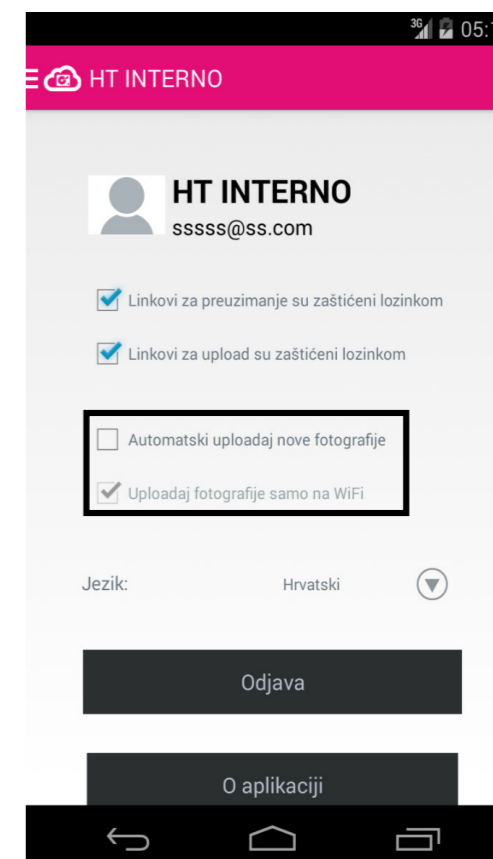 3G 05:1
HT INTERNO
HT INTERNO
sssss@ss.com
Linkovi za preuzimanje su zaštićeni lozinkom
Linkovi za upload su zaštićeni lozinkom
Automatski uploadaj nove fotografije
Uploadaj fotografije samo na WiFi
Jezik: Hrvatski
Odjava
O aplikaciji